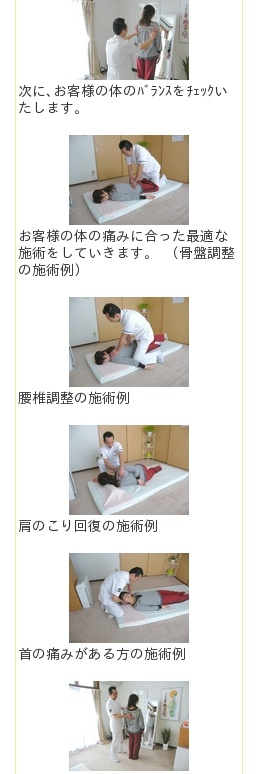 次に､お客様の体のﾊﾞﾗﾝｽをﾁｪｯｸい
たします。
お客様の体の痛みに合った最適な
施術をしていきます。　（骨盤調整
の施術例）
腰椎調整の施術例
肩のこり回復の施術例
首の痛みがある方の施術例